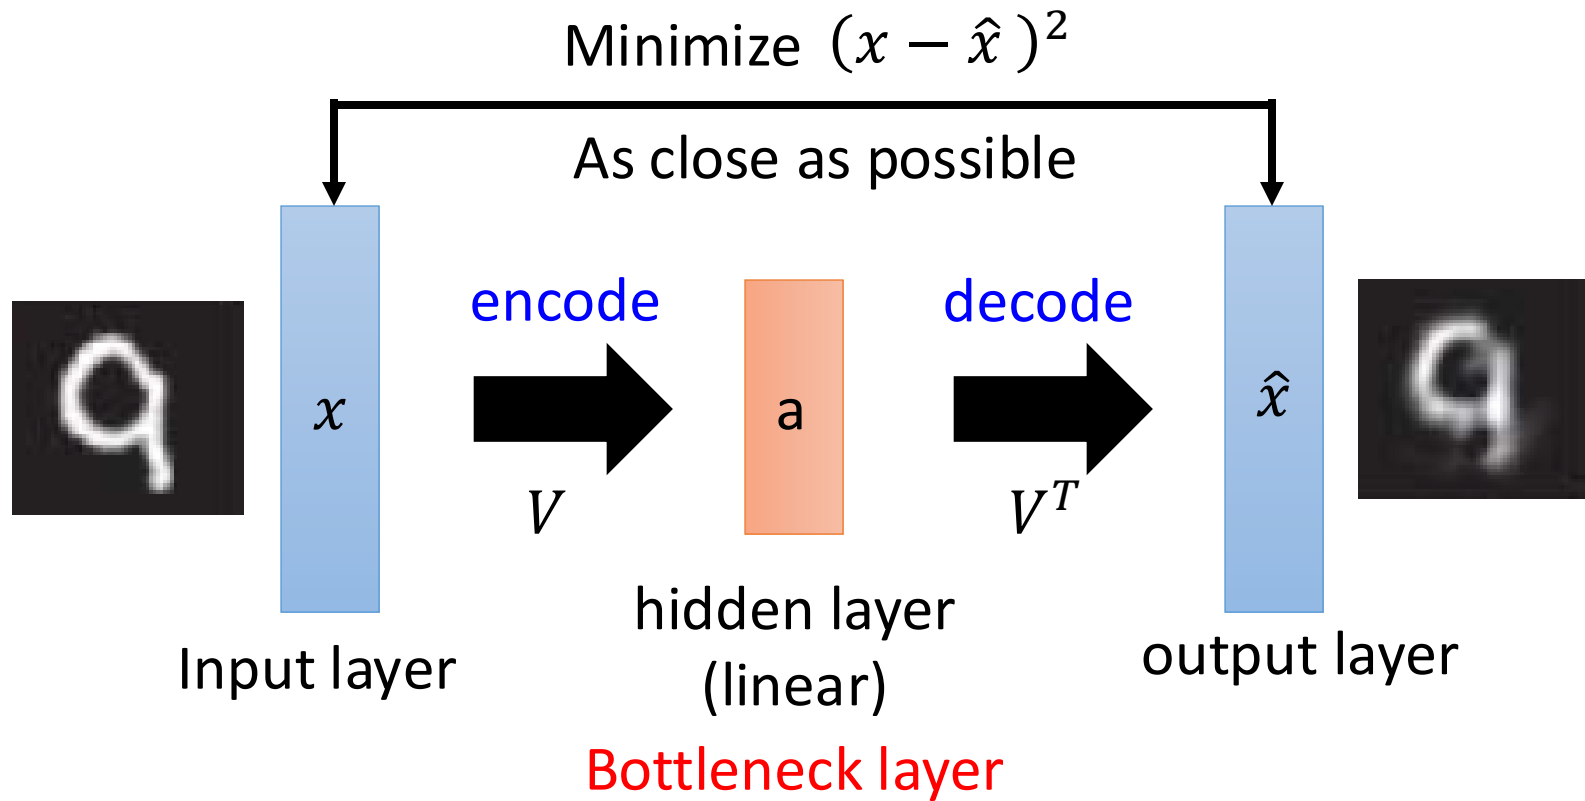 Minimize (x − x̂)²
As close as possible
encode
decode
x
a
x̂
V
Vᵀ
hidden layer
(linear)
Input layer
output layer
Bottleneck layer